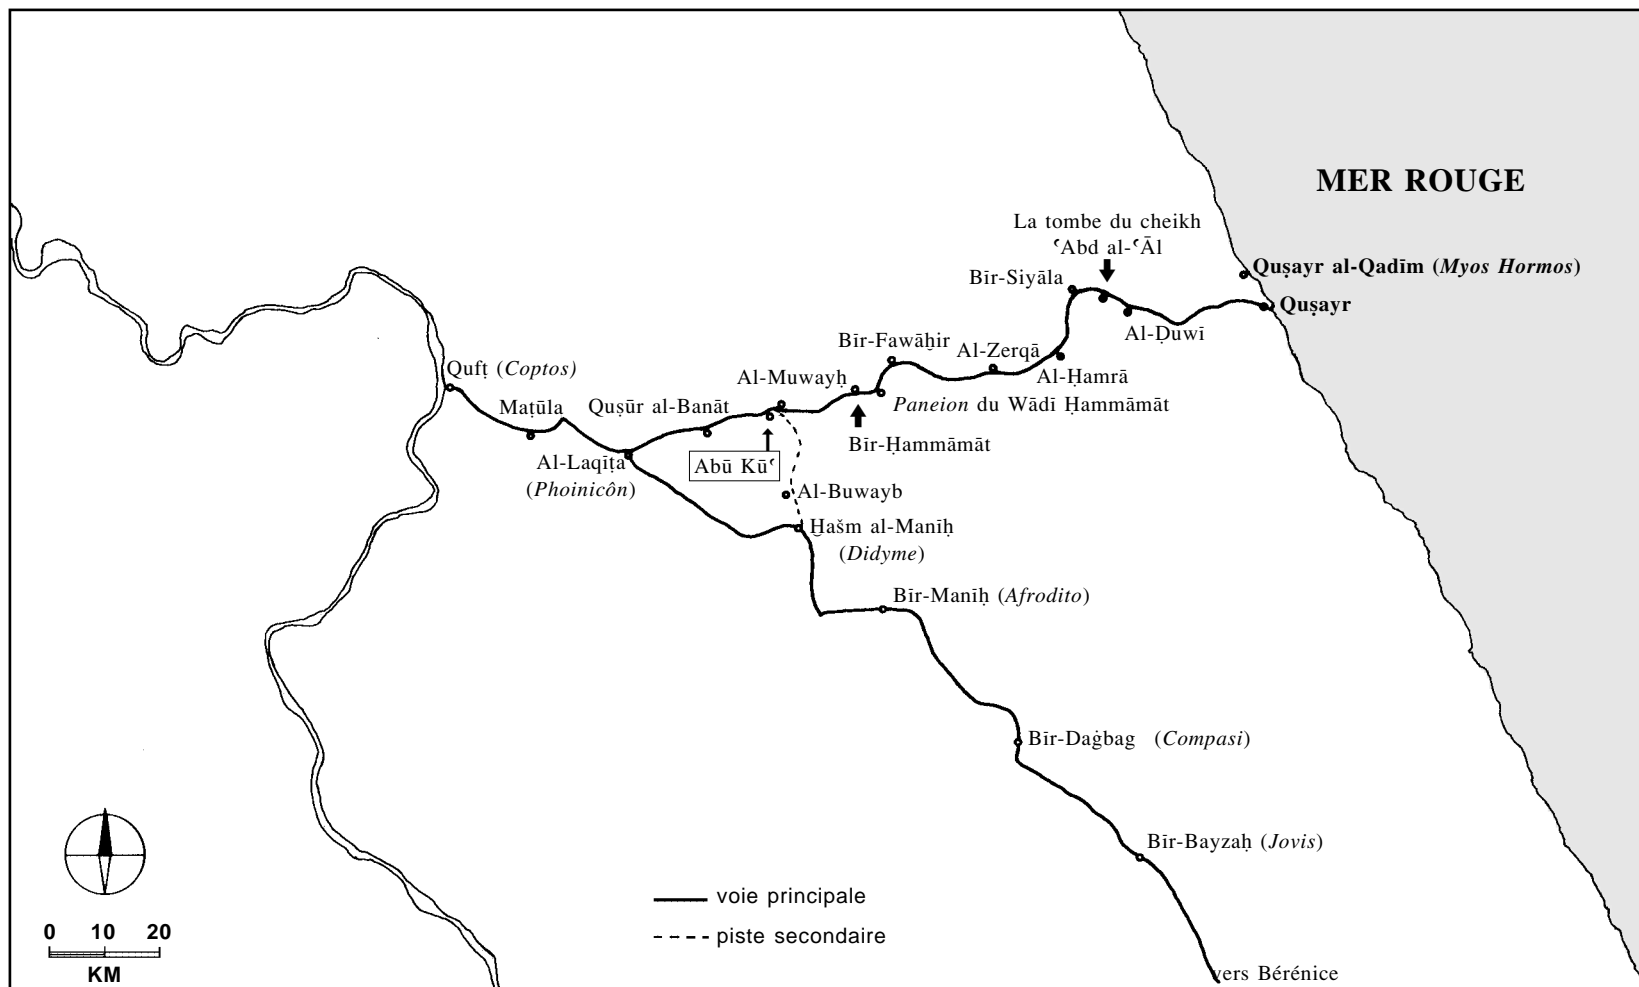 MER ROUGE
La tombe du cheikh
ʿAbd al-ʿĀl
Bīr-Siyāla
Quṣayr al-Qadīm (Myos Hormos)
Quṣayr
Al-Ḍuwī
Bīr-Fawāḫir
Al-Zerqā
Al-Ḥamrā
Qufṭ (Coptos)
Al-Muwayḥ
Paneion du Wādī Ḥammāmāt
Maṭūla
Quṣūr al-Banāt
Bīr-Ḥammāmāt
Al-Laqīṭa
(Phoinicôn)
Abū Kūʿ
Al-Buwayb
Ḫašm al-Manīḥ
(Didyme)
Bīr-Manīḥ (Afrodito)
Bīr-Daġbag (Compasi)
Bīr-Bayzaḥ (Jovis)
voie principale
piste secondaire
0 10 20
KM
vers Bérénice